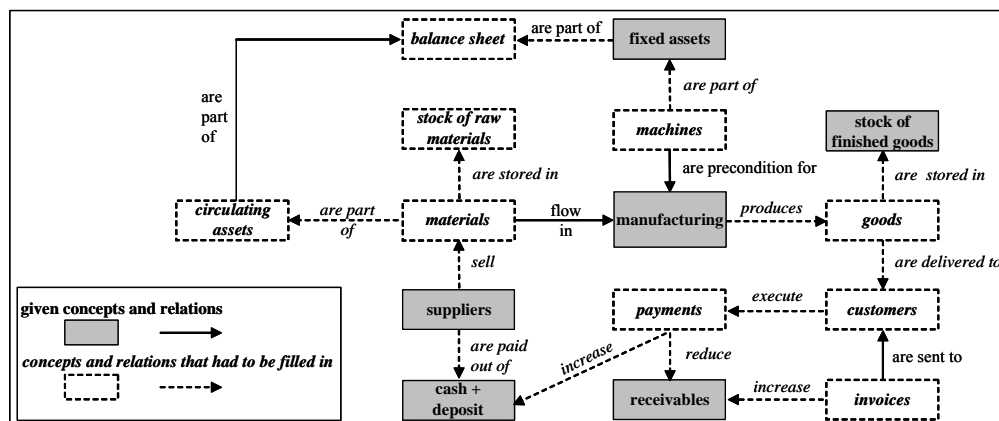 balance sheet
are part of
fixed assets
are
part
of
are part of
stock of raw
materials
machines
stock of
finished goods
are stored in
are precondition for
are stored in
circulating
assets
are part
of
materials
flow
in
manufacturing
produces
goods
sell
are delivered to
given concepts and relations
concepts and relations that had to be filled in
suppliers
payments
execute
customers
are paid
out of
increase
reduce
are sent to
cash +
deposit
receivables
increase
invoices